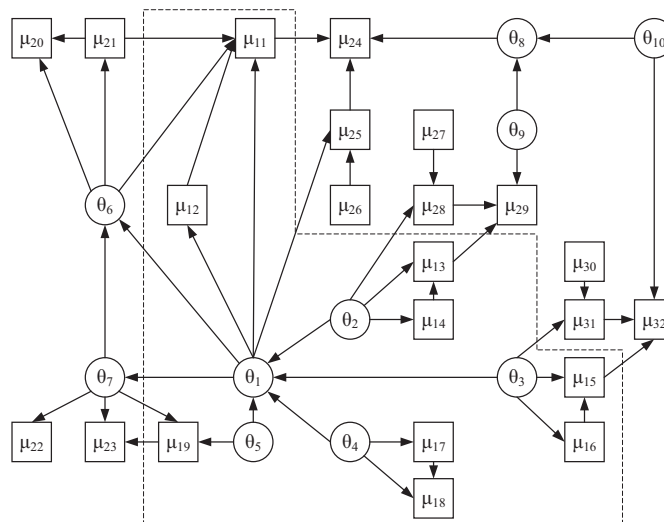 μ20 μ21 μ11 μ24 θ8 θ10
μ25 μ27 θ9
θ6 μ12 μ26 μ28 μ29
μ13 μ30
θ2 μ14 μ31 μ32
θ7 θ1 θ3 μ15
μ22 μ23 μ19 θ5 θ4 μ17 μ16
μ18